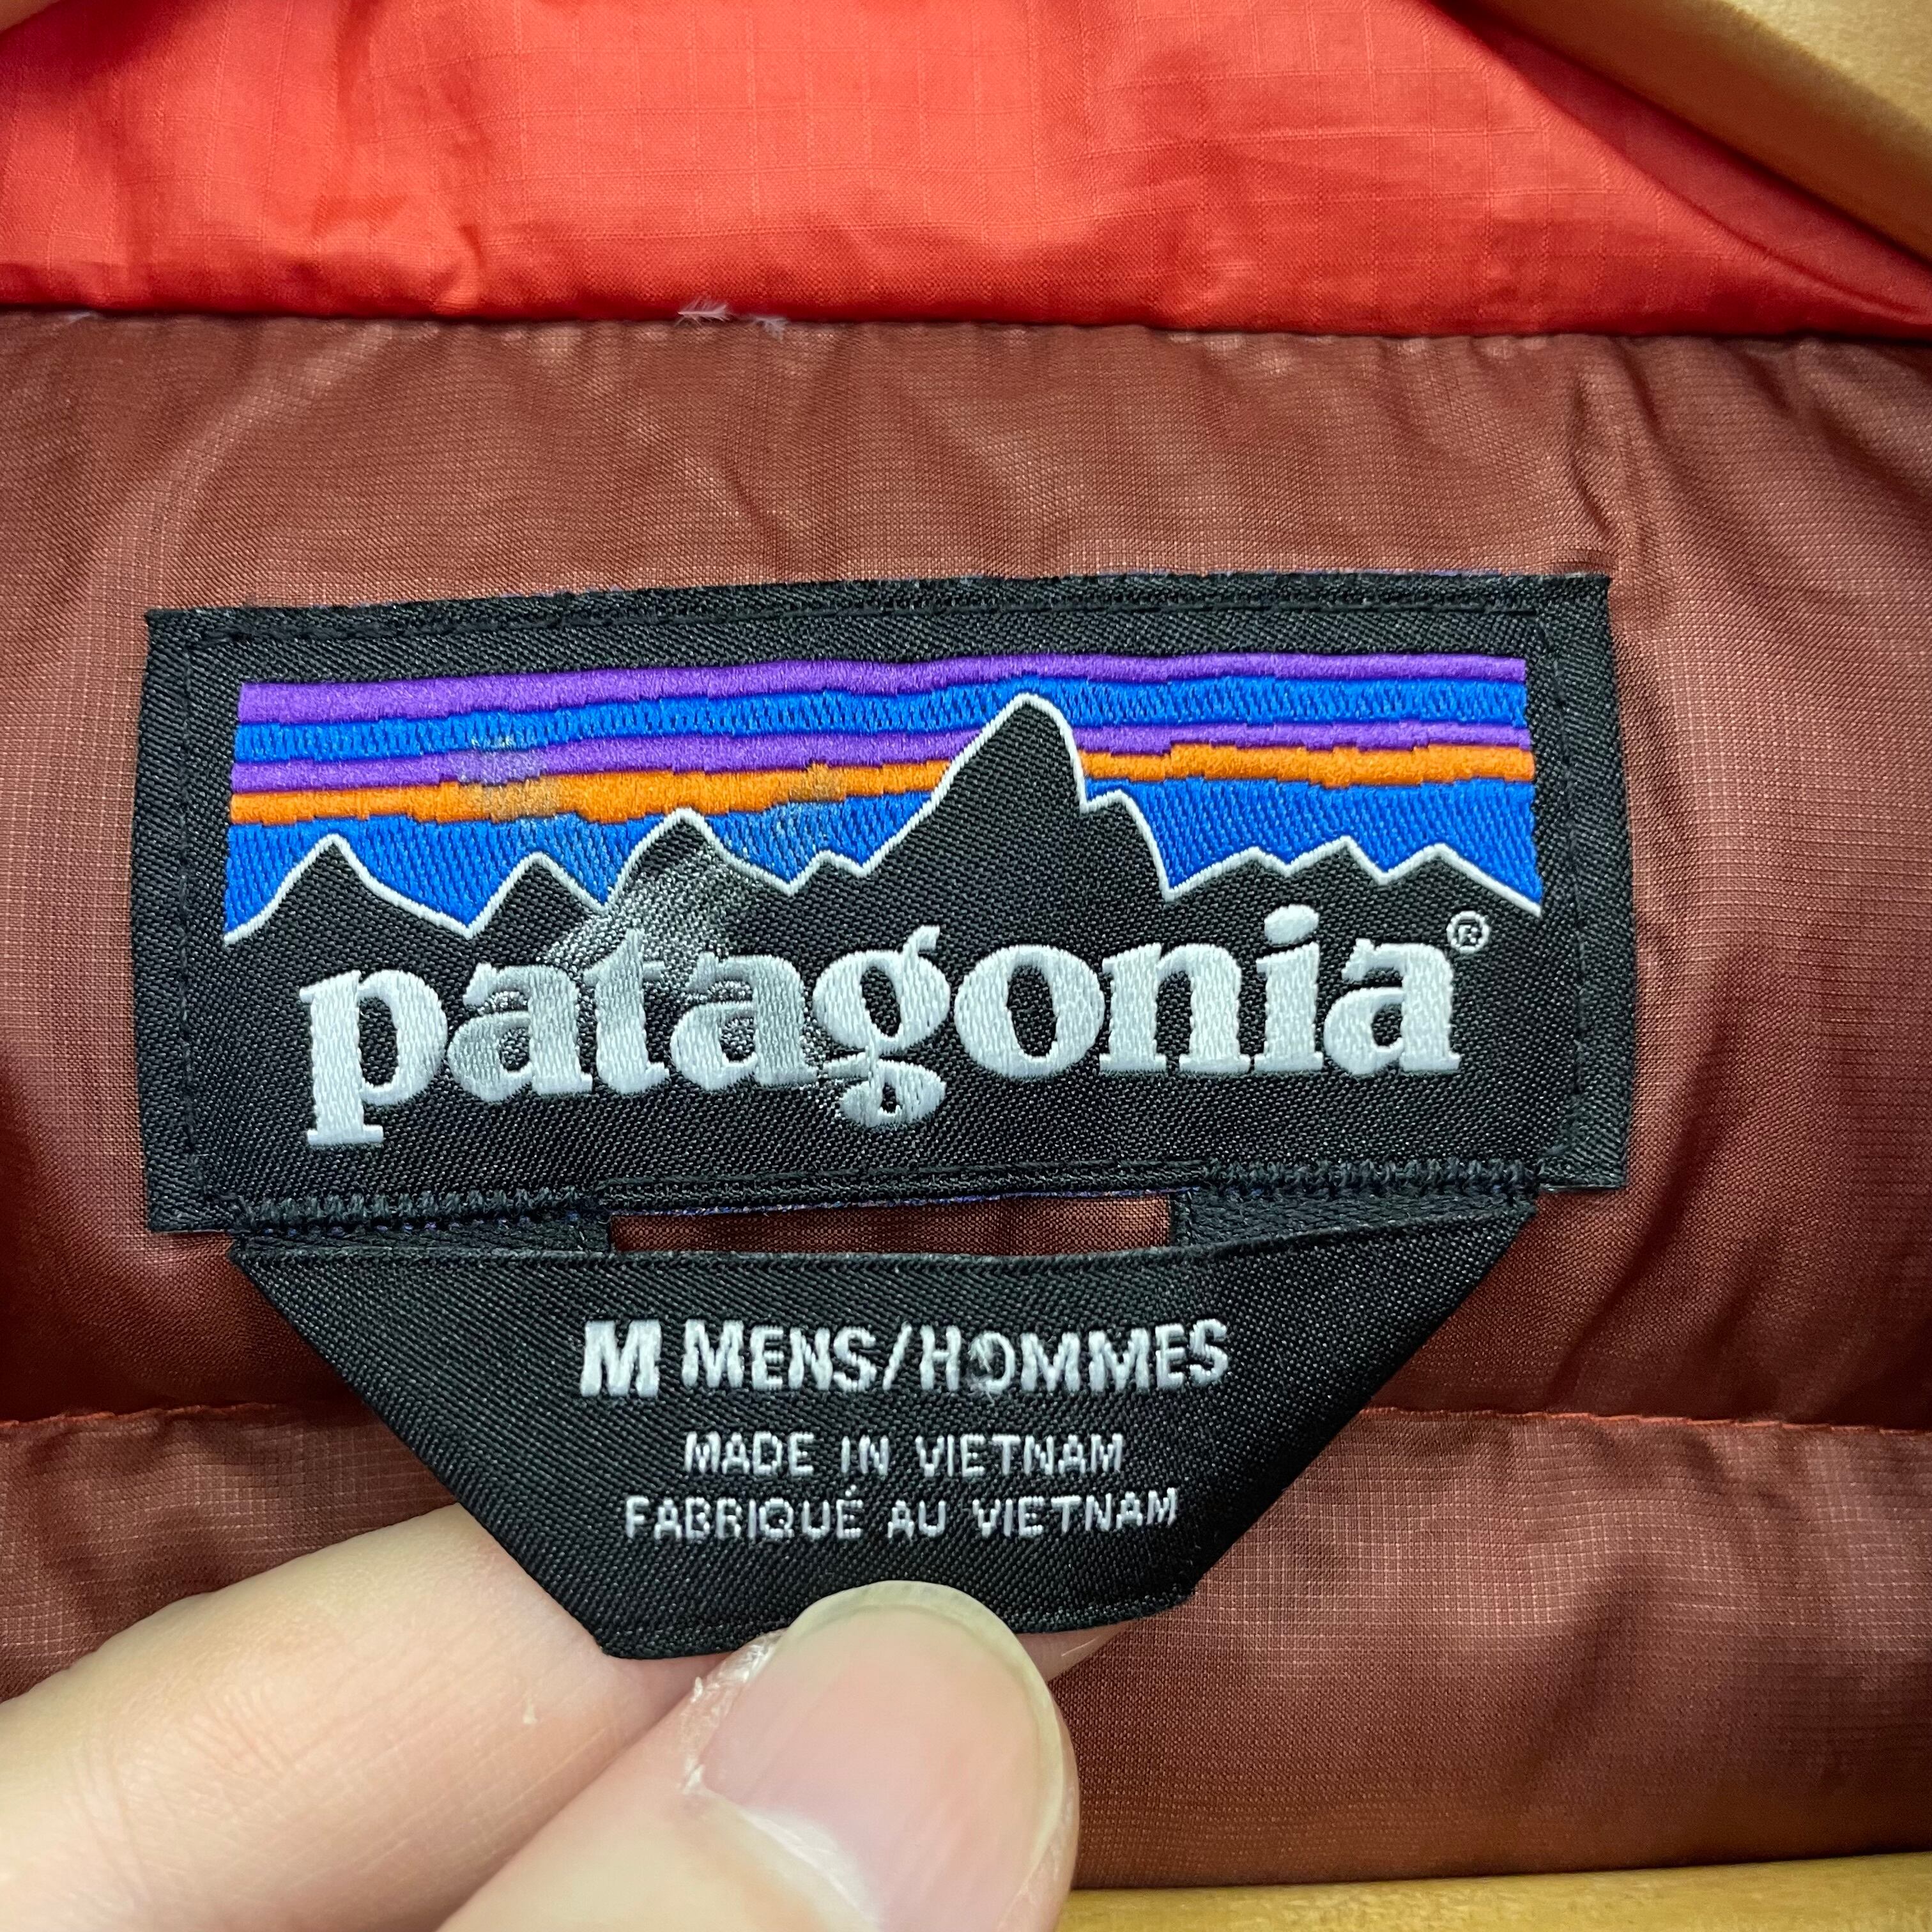 patagonia®
M MENS/HOMMES
MADE IN VIETNAM
FABRIQUÉ AU VIETNAM